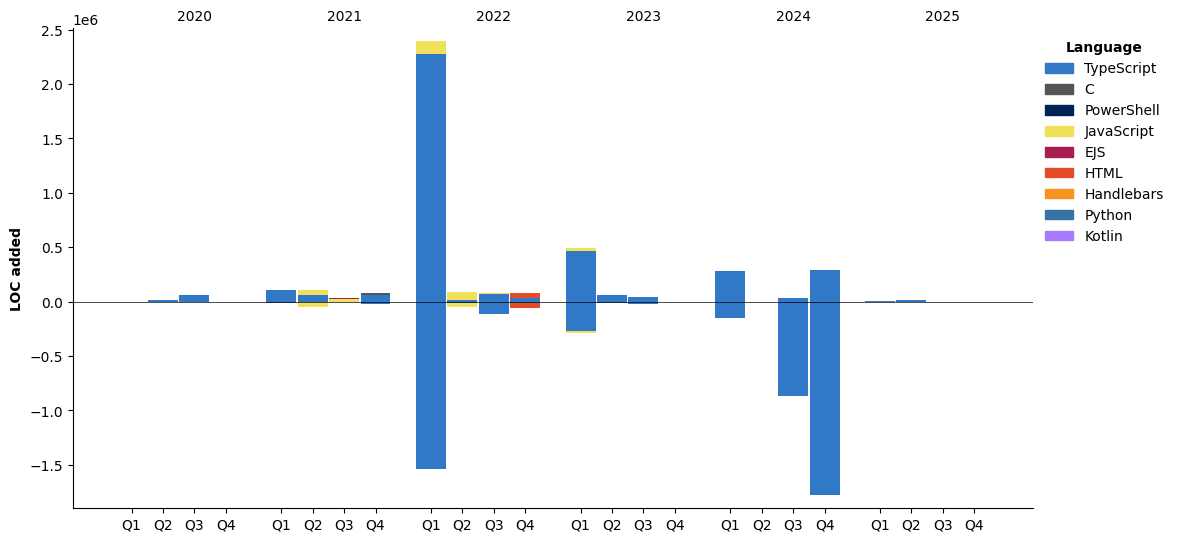 1e6
2020 2021 2022 2023 2024 2025
2.5
2.0
1.5
1.0
0.5
0.0
−0.5
−1.0
−1.5
LOC added
Q1 Q2 Q3 Q4 Q1 Q2 Q3 Q4 Q1 Q2 Q3 Q4 Q1 Q2 Q3 Q4 Q1 Q2 Q3 Q4 Q1 Q2 Q3 Q4
Language
TypeScript
C
PowerShell
JavaScript
EJS
HTML
Handlebars
Python
Kotlin